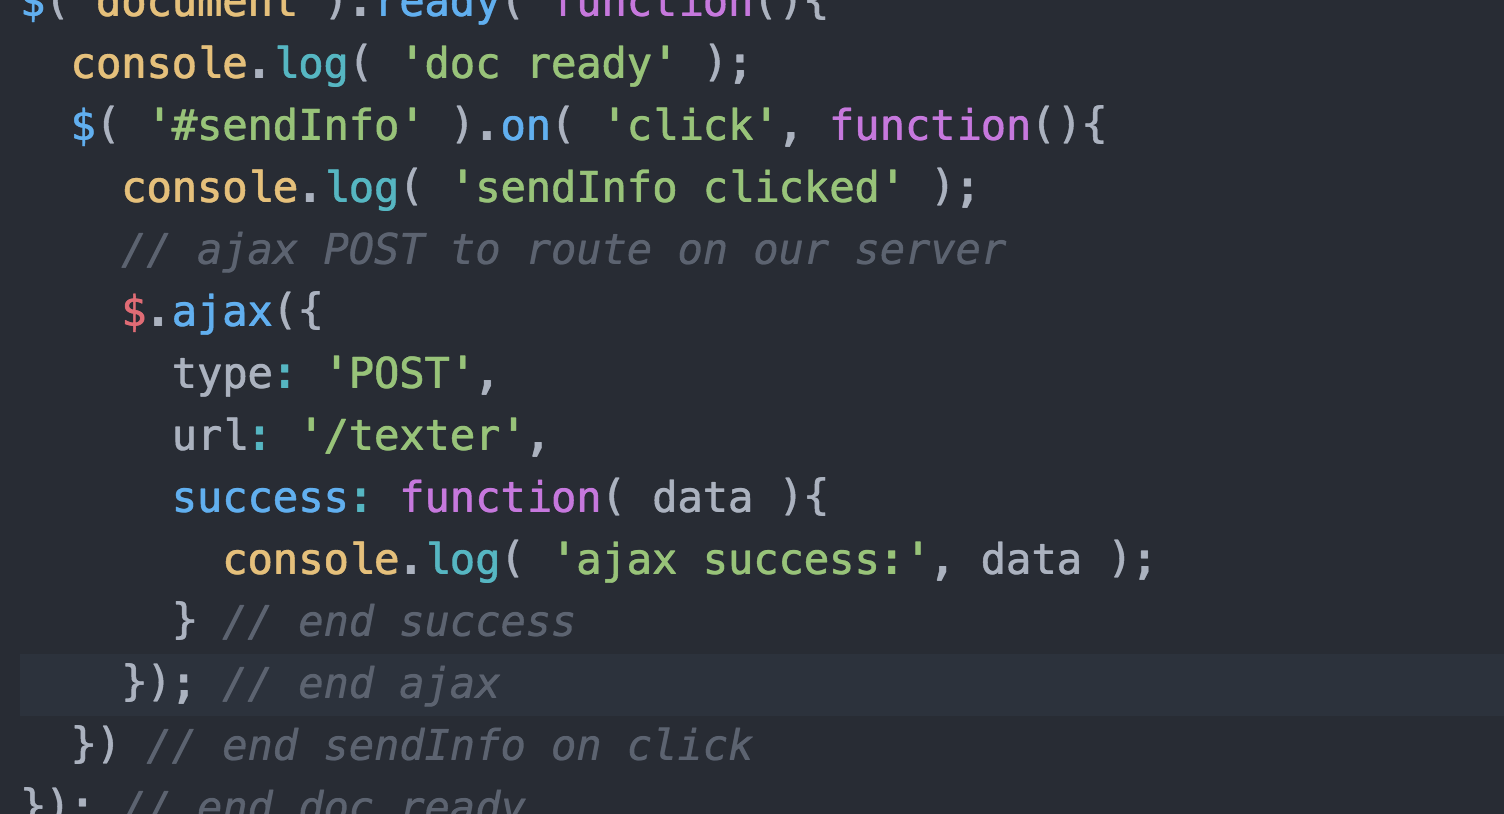 $( document ).ready( function(){
  console.log( 'doc ready' );
  $( '#sendInfo' ).on( 'click', function(){
    console.log( 'sendInfo clicked' );
    // ajax POST to route on our server
    $.ajax({
      type: 'POST',
      url: '/texter',
      success: function( data ){
        console.log( 'ajax success:', data );
      } // end success
    }); // end ajax
  }) // end sendInfo on click
}); // end doc ready